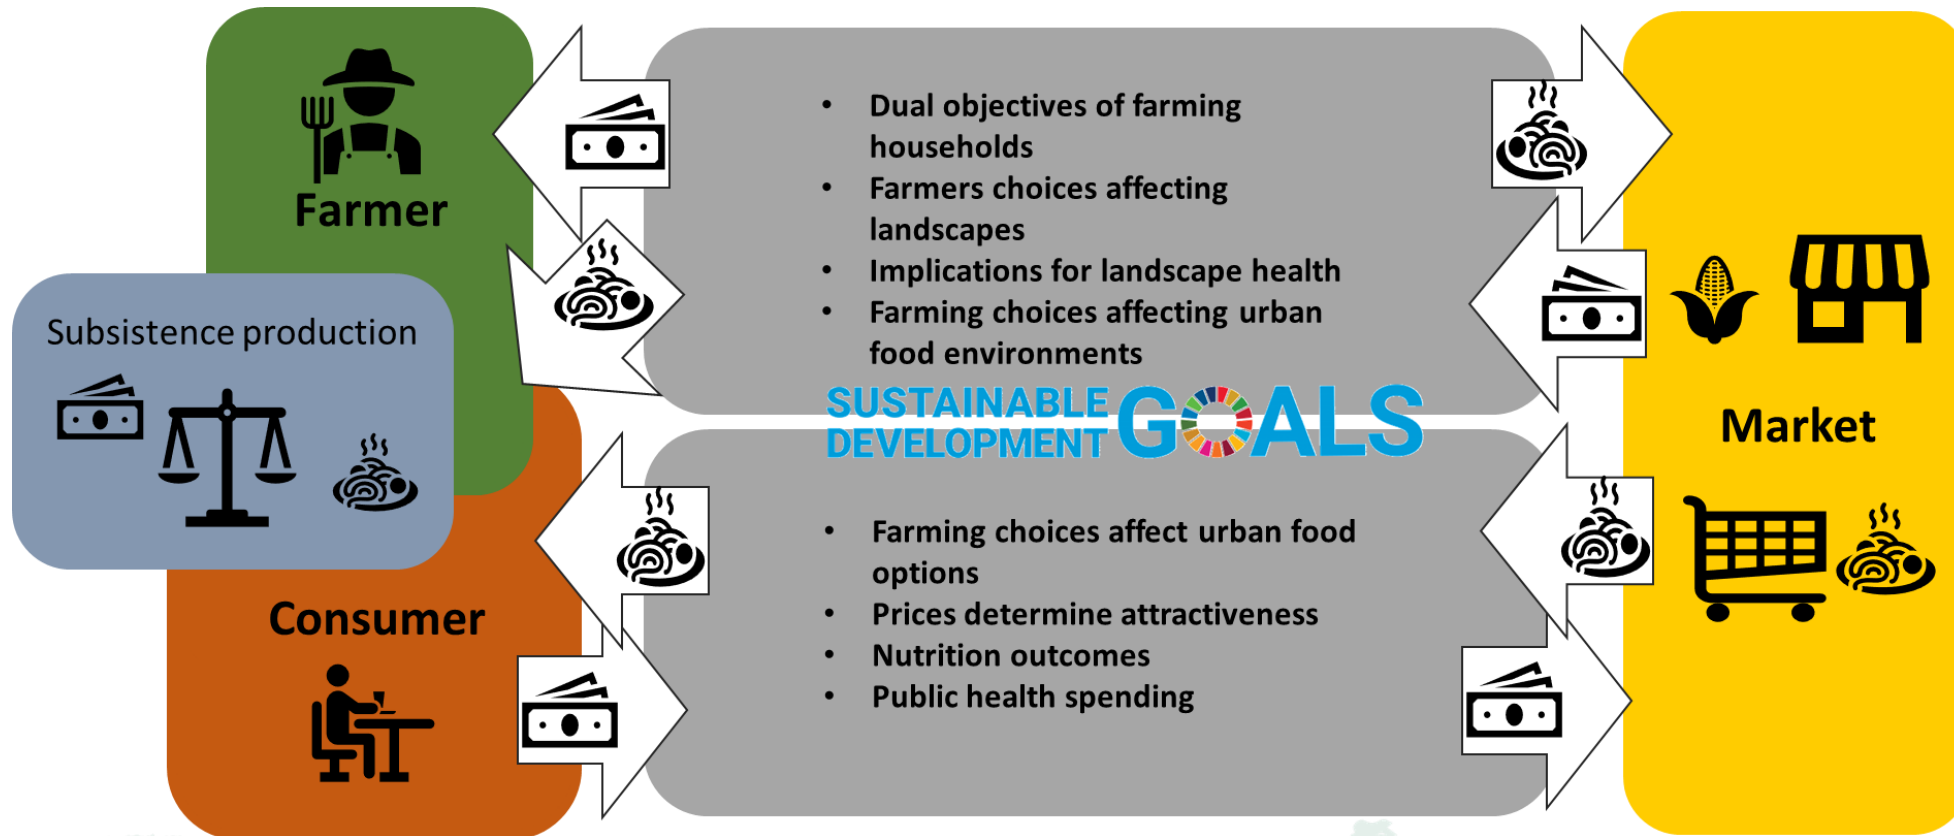 Farmer
Subsistence production
Consumer
• Dual objectives of farming
households
• Farmers choices affecting
landscapes
• Implications for landscape health
• Farming choices affecting urban
food environments
SUSTAINABLE
DEVELOPMENT
GOALS
• Farming choices affect urban food
options
• Prices determine attractiveness
• Nutrition outcomes
• Public health spending
Market